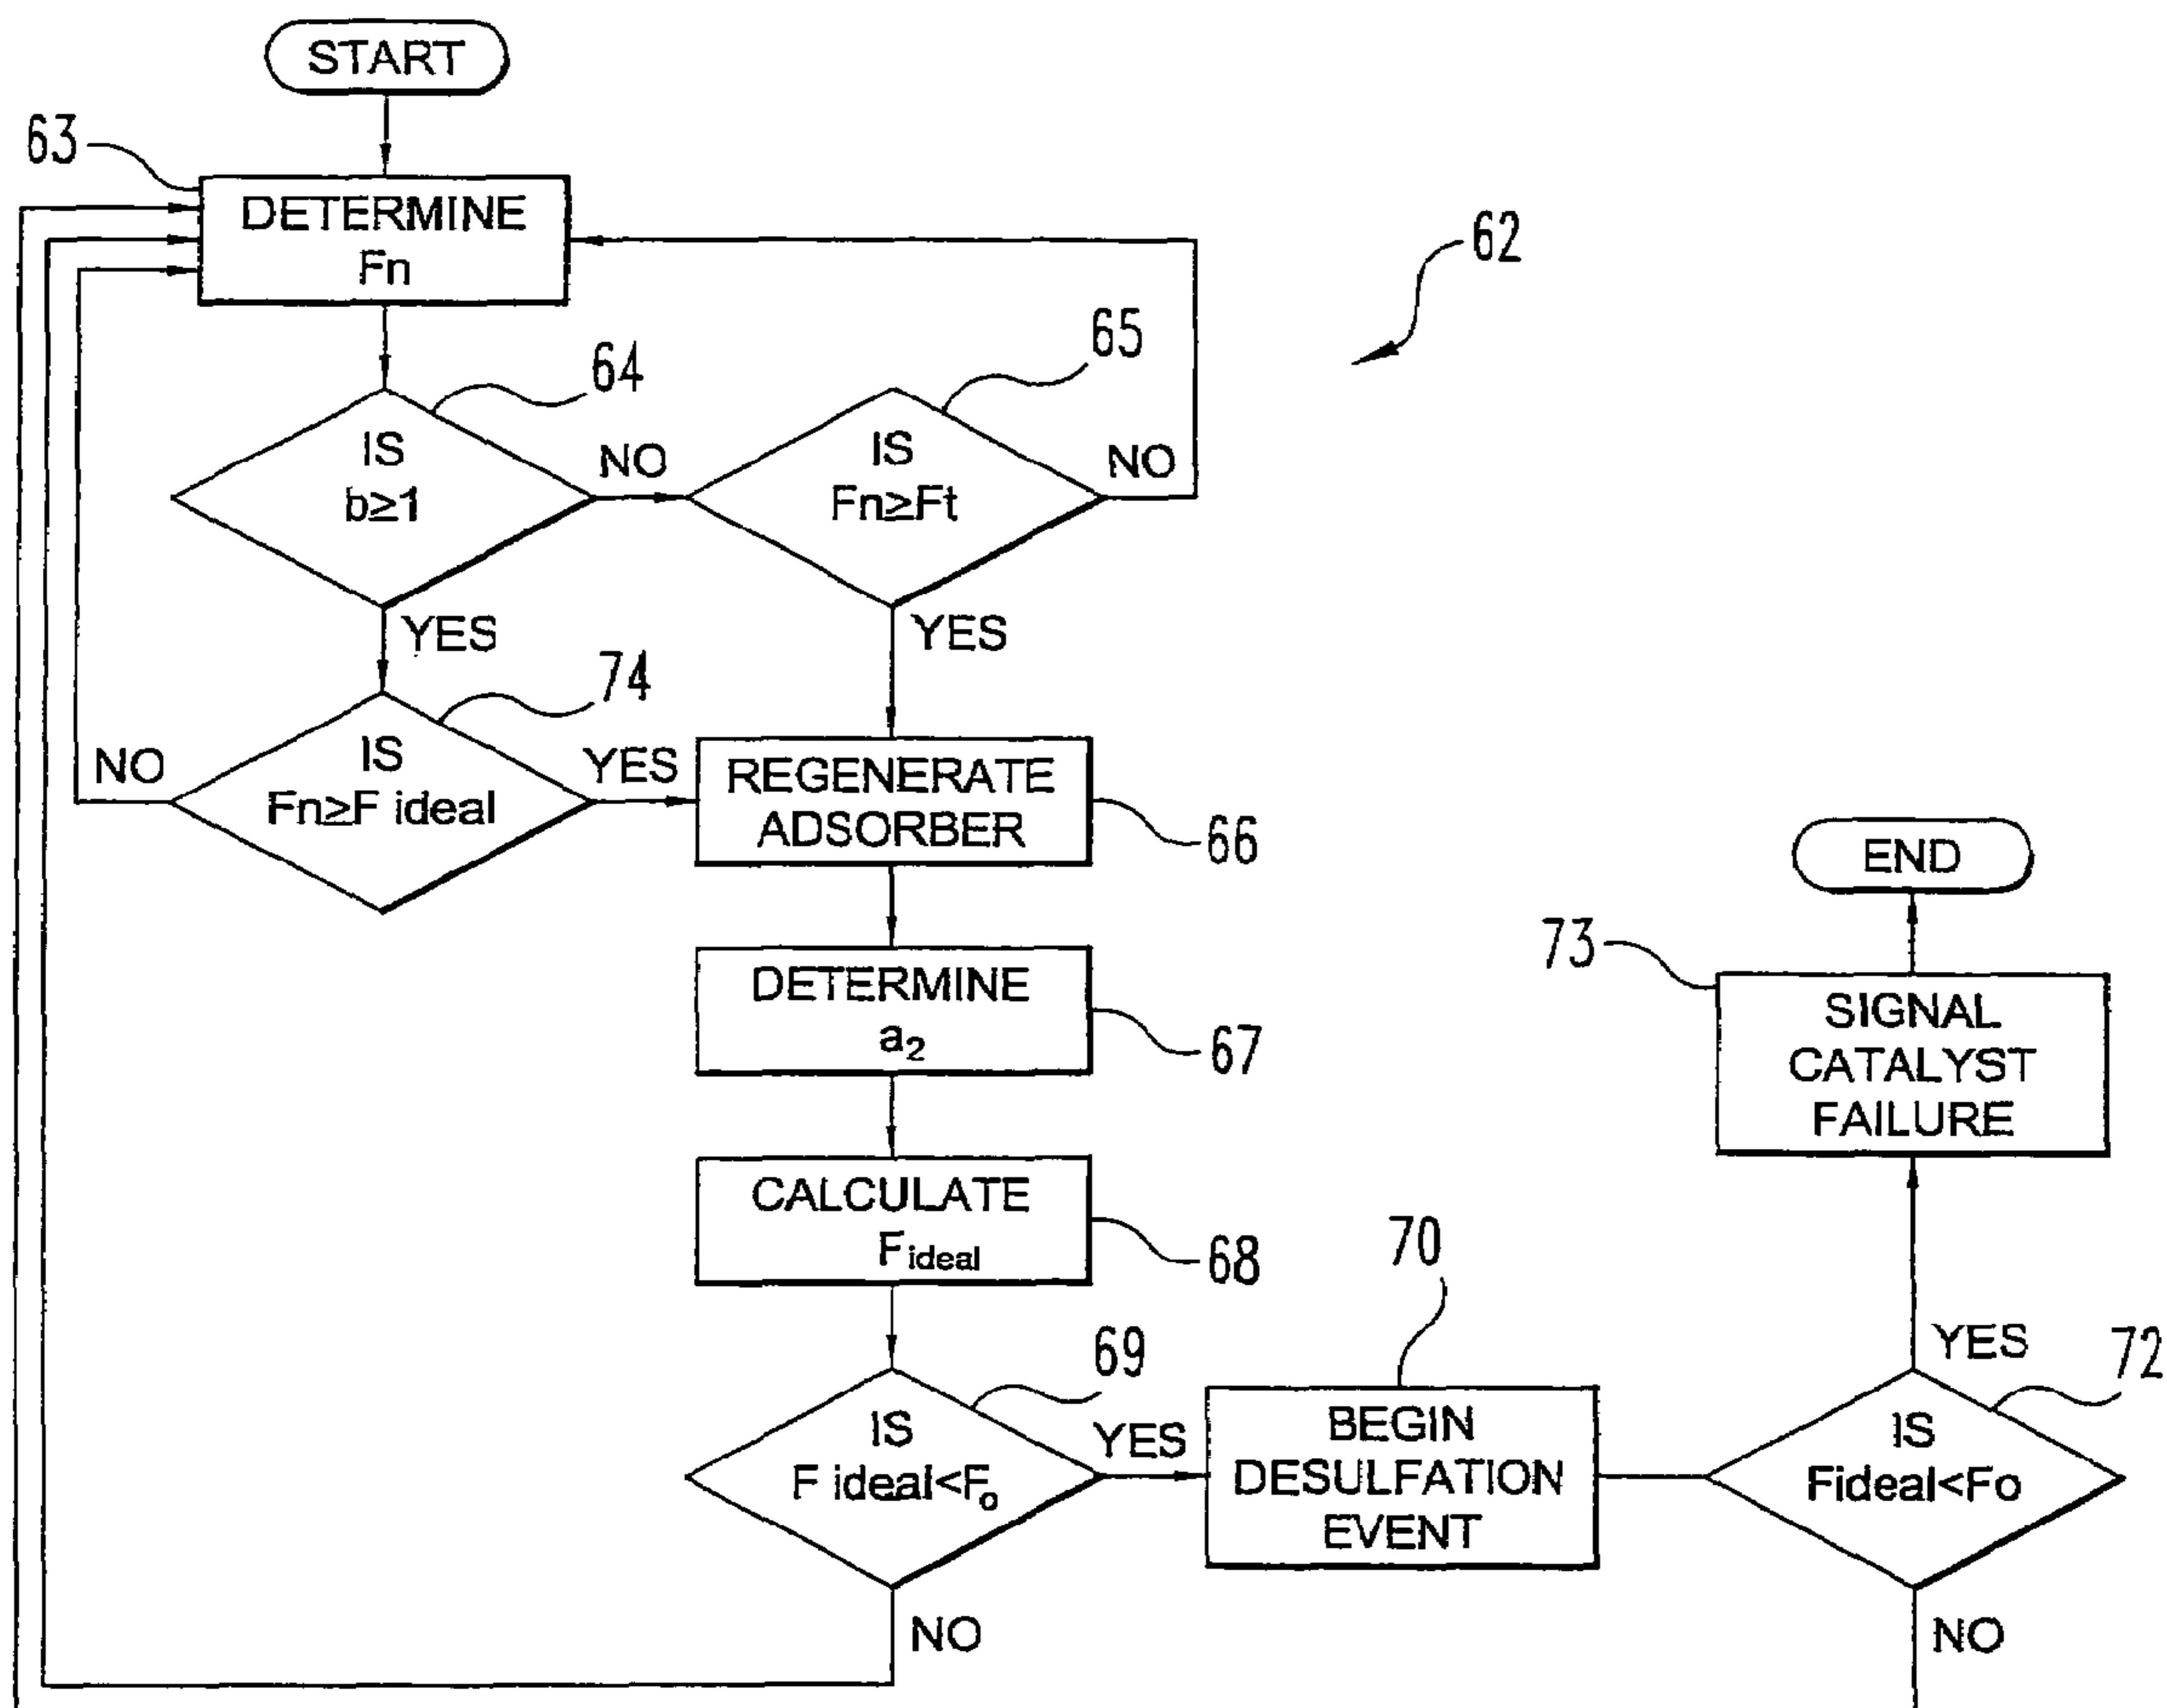 START
63
DETERMINE
Fn
62
64
65
IS
b≥1
NO
IS
Fn≥Ft
NO
YES
YES
74
IS
Fn≥F ideal
NO
YES
REGENERATE
ADSORBER
66
DETERMINE
a₂
67
CALCULATE
F ideal
68
69
IS
F ideal<Fₒ
YES
NO
70
BEGIN
DESULFATION
EVENT
72
IS
Fideal<Fo
YES
NO
73
SIGNAL
CATALYST
FAILURE
END